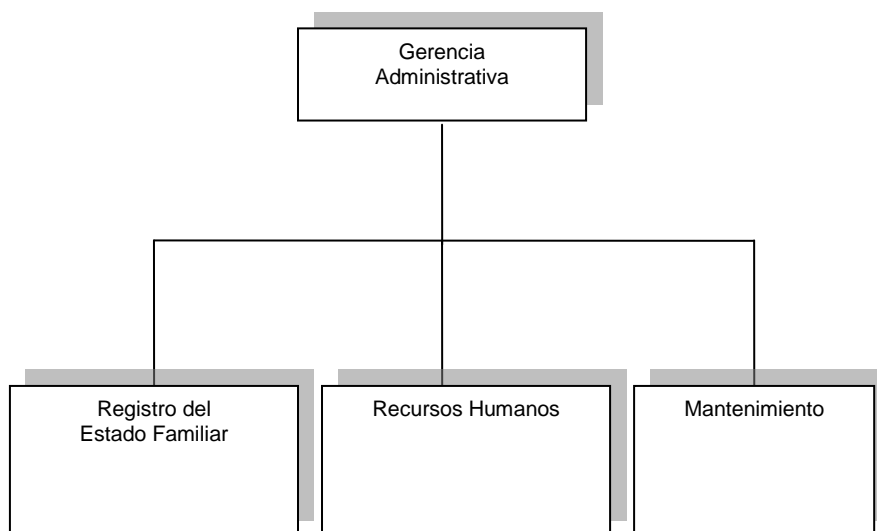 Gerencia
Administrativa
Registro del
Estado Familiar
Recursos Humanos
Mantenimiento